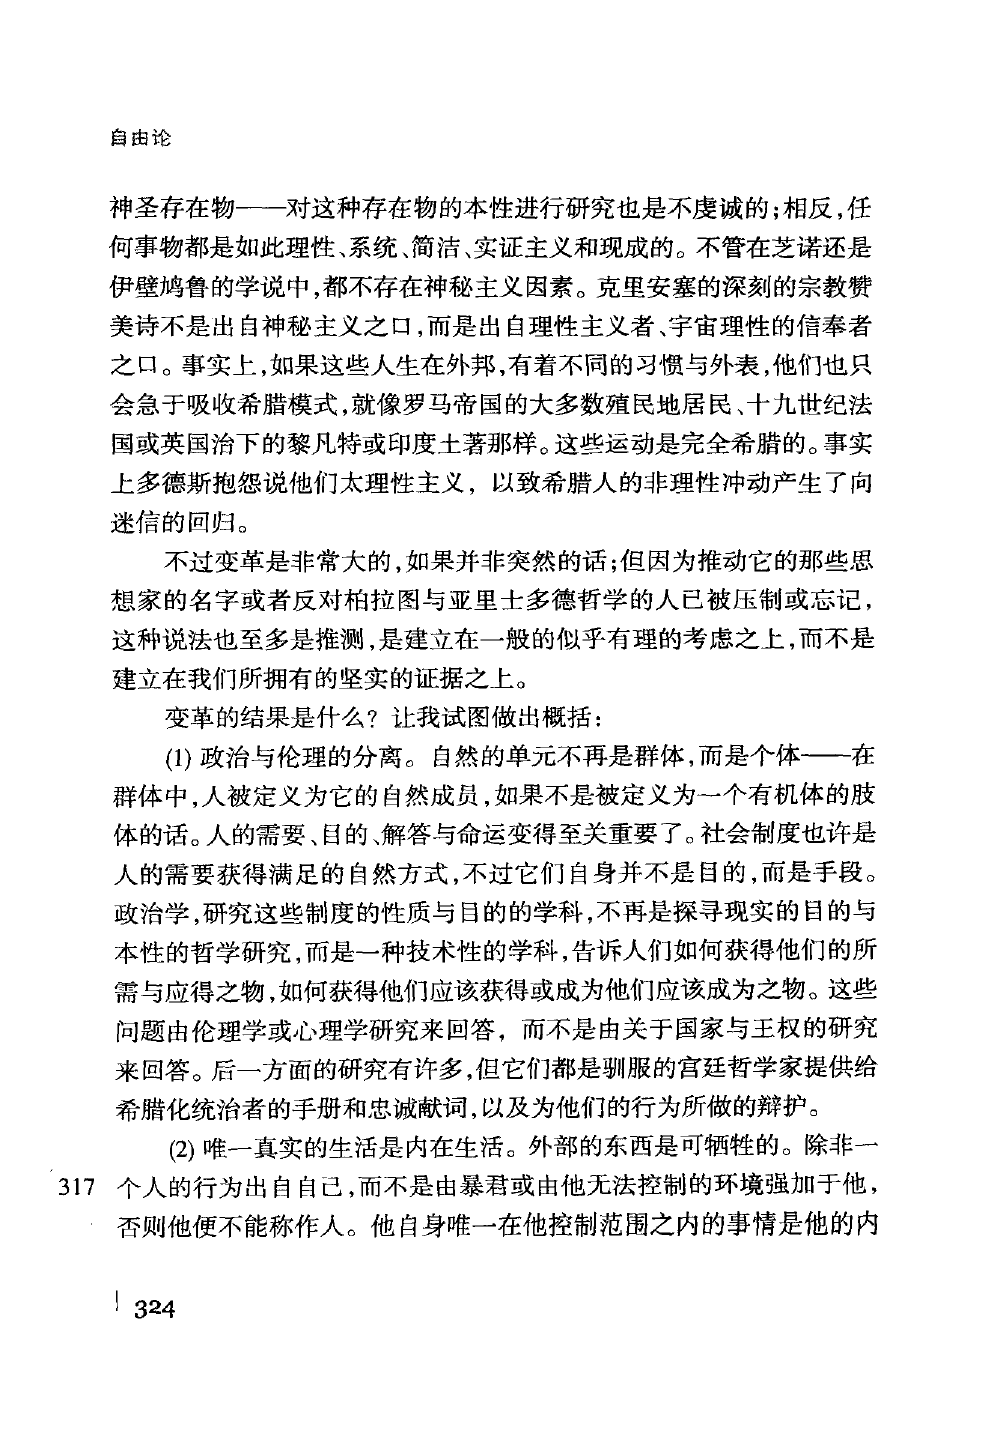 自由论
神圣存在物——对这种存在物的本性进行研究也是不虔诚的;相反,任
何事物都是如此理性、系统、简洁、实证主义和现成的。不管在芝诺还是
伊壁鸠鲁的学说中,都不存在神秘主义因素。克里安塞的深刻的宗教赞
美诗不是出自神秘主义之口,而是出自理性主义者、宇宙理性的信奉者
之口。事实上,如果这些人生在外邦,有着不同的习惯与外表,他们也只
会急于吸收希腊模式,就像罗马帝国的大多数殖民地居民、十九世纪法
国或英国治下的黎凡特或印度土著那样。这些运动是完全希腊的。事实
上多德斯抱怨说他们太理性主义，以致希腊人的非理性冲动产生了向
迷信的回归。
不过变革是非常大的,如果并非突然的话;但因为推动它的那些思
想家的名字或者反对柏拉图与亚里士多德哲学的人已被压制或忘记,
这种说法也至多是推测,是建立在一般的似乎有理的考虑之上,而不是
建立在我们所拥有的坚实的证据之上。
变革的结果是什么？让我试图做出概括:
(1) 政治与伦理的分离。自然的单元不再是群体,而是个体——在
群体中,人被定义为它的自然成员,如果不是被定义为一个有机体的肢
体的话。人的需要、目的、解答与命运变得至关重要了。社会制度也许是
人的需要获得满足的自然方式,不过它们自身并不是目的,而是手段。
政治学,研究这些制度的性质与目的的学科,不再是探寻现实的目的与
本性的哲学研究,而是一种技术性的学科,告诉人们如何获得他们的所
需与应得之物,如何获得他们应该获得或成为他们应该成为之物。这些
问题由伦理学或心理学研究来回答，而不是由关于国家与王权的研究
来回答。后一方面的研究有许多,但它们都是驯服的宫廷哲学家提供给
希腊化统治者的手册和忠诚献词,以及为他们的行为所做的辩护。
(2) 唯一真实的生活是内在生活。外部的东西是可牺牲的。除非一
317 个人的行为出自自己,而不是由暴君或由他无法控制的环境强加于他,
否则他便不能称作人。他自身唯一在他控制范围之内的事情是他的内
324